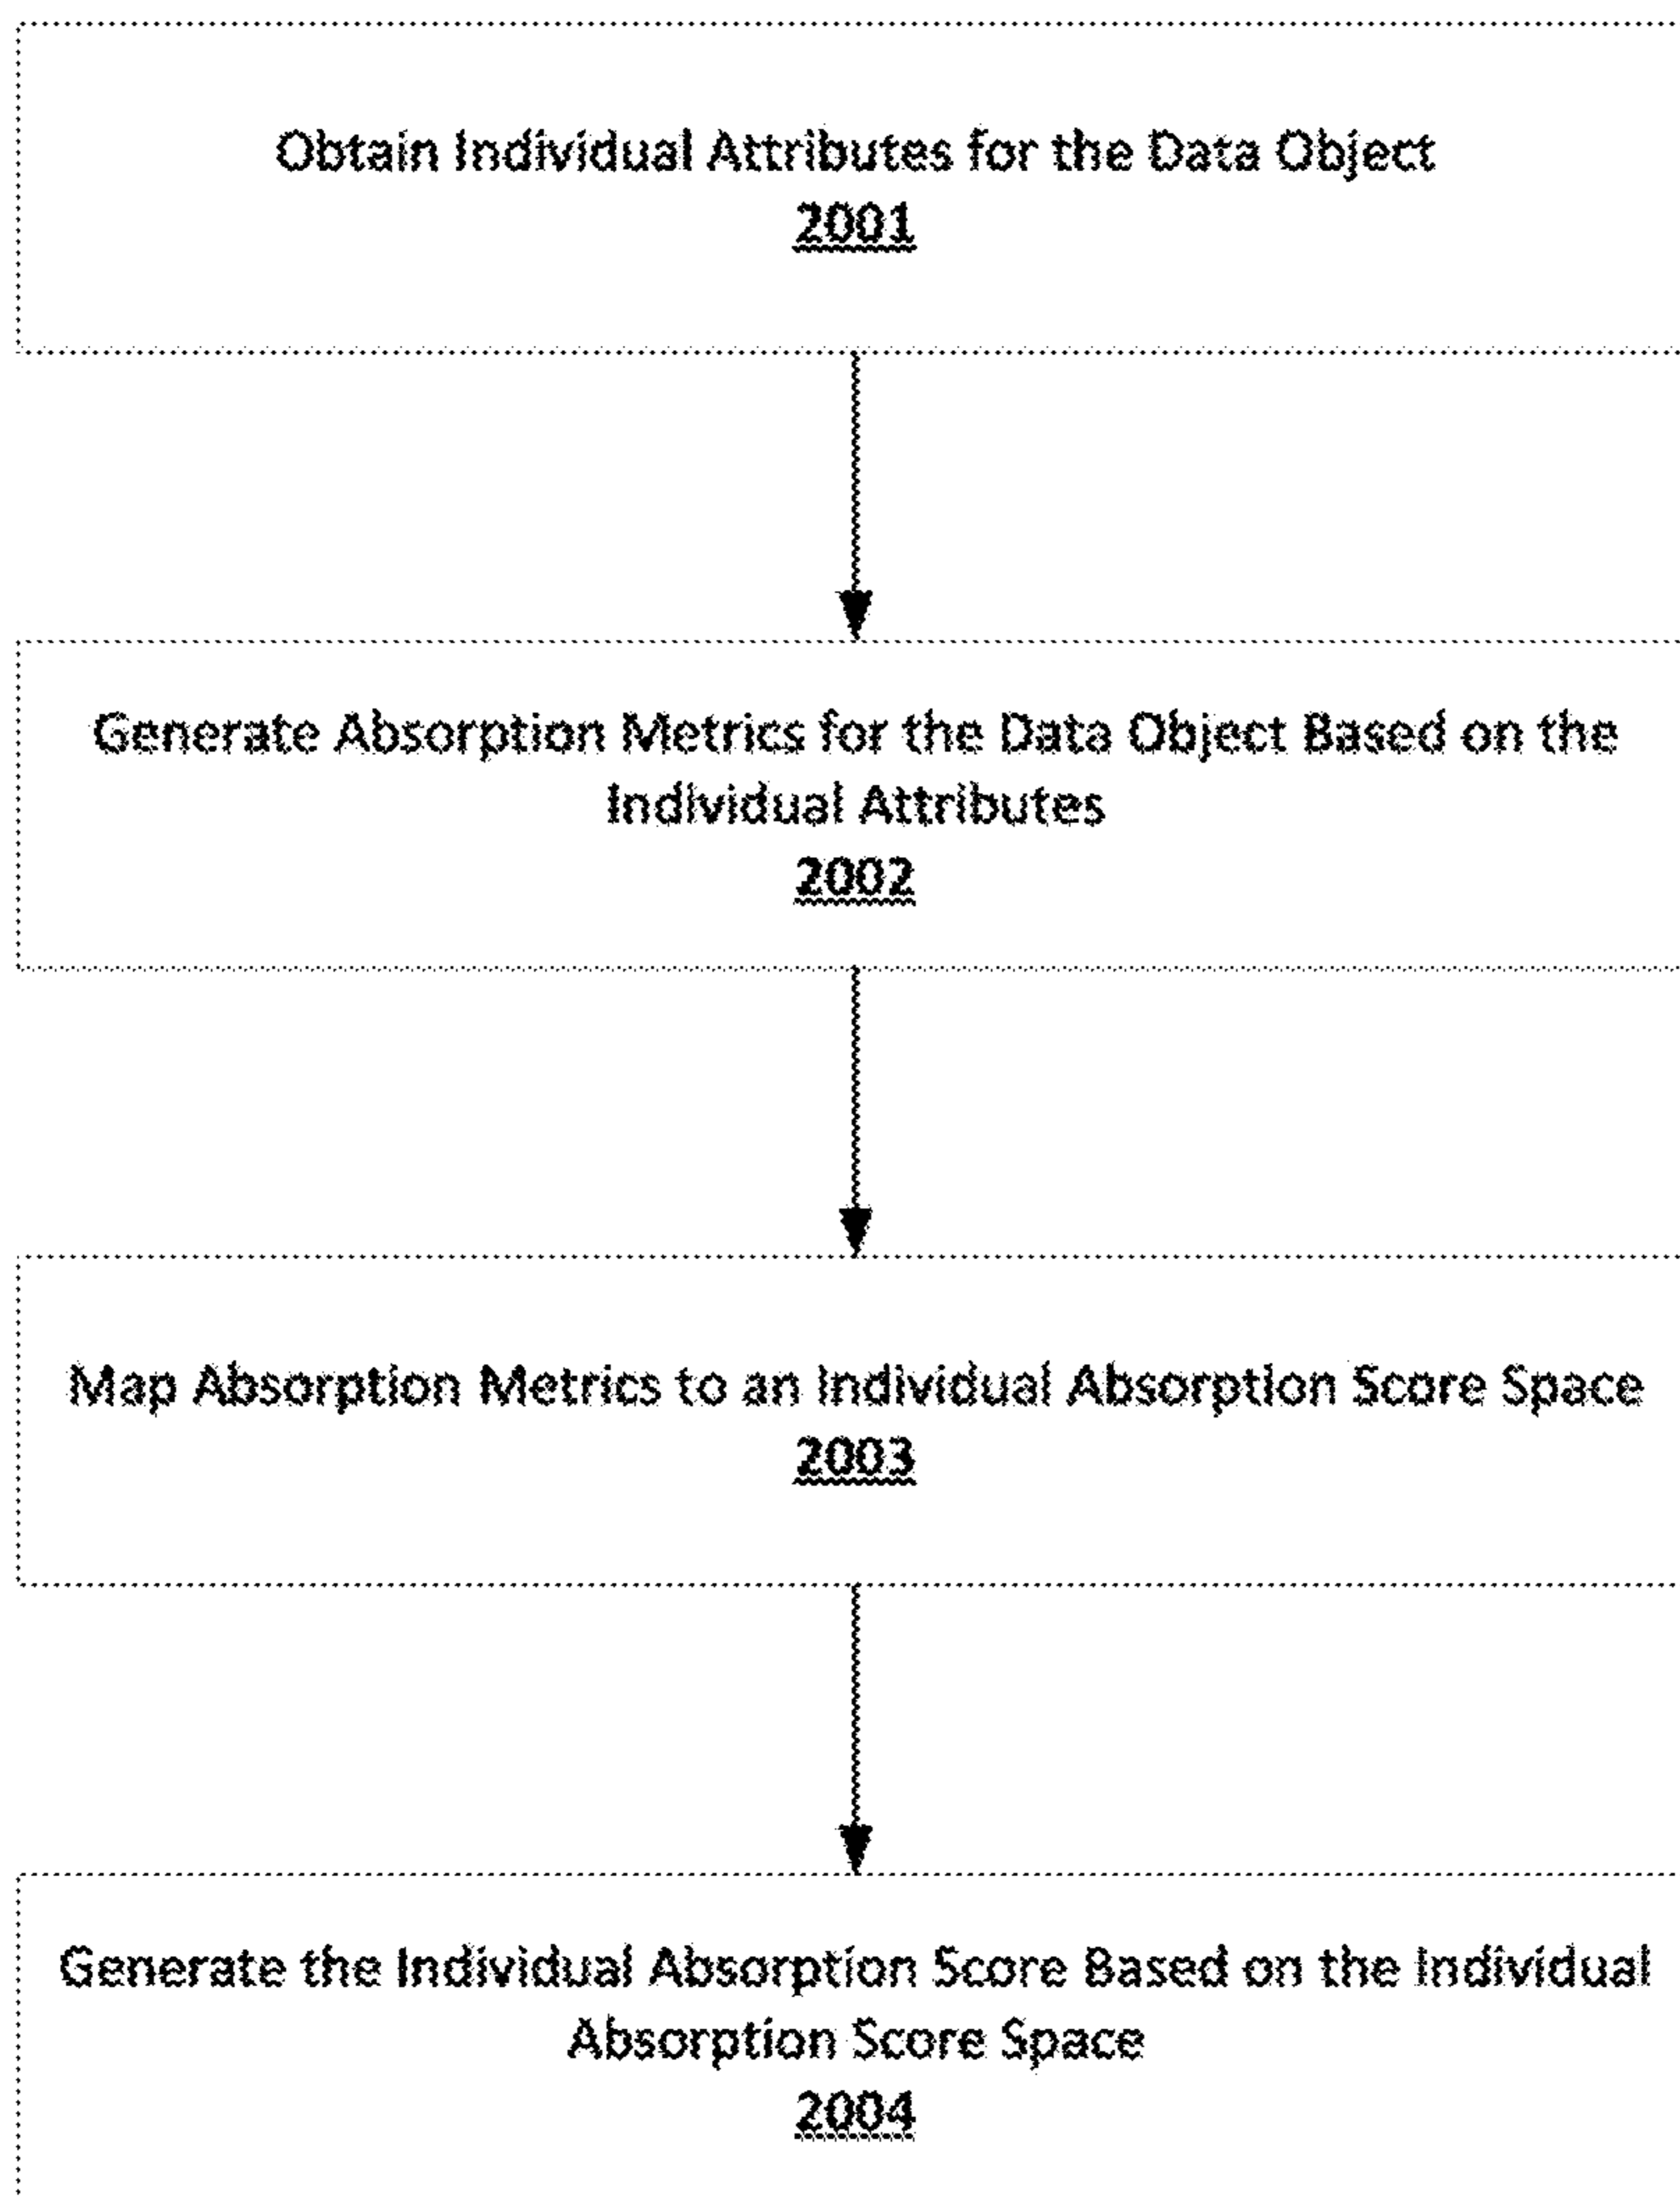 Obtain Individual Attributes for the Data Object
2001
Generate Absorption Metrics for the Data Object Based on the
Individual Attributes
2002
Map Absorption Metrics to an Individual Absorption Score Space
2003
Generate the Individual Absorption Score Based on the Individual
Absorption Score Space
2004